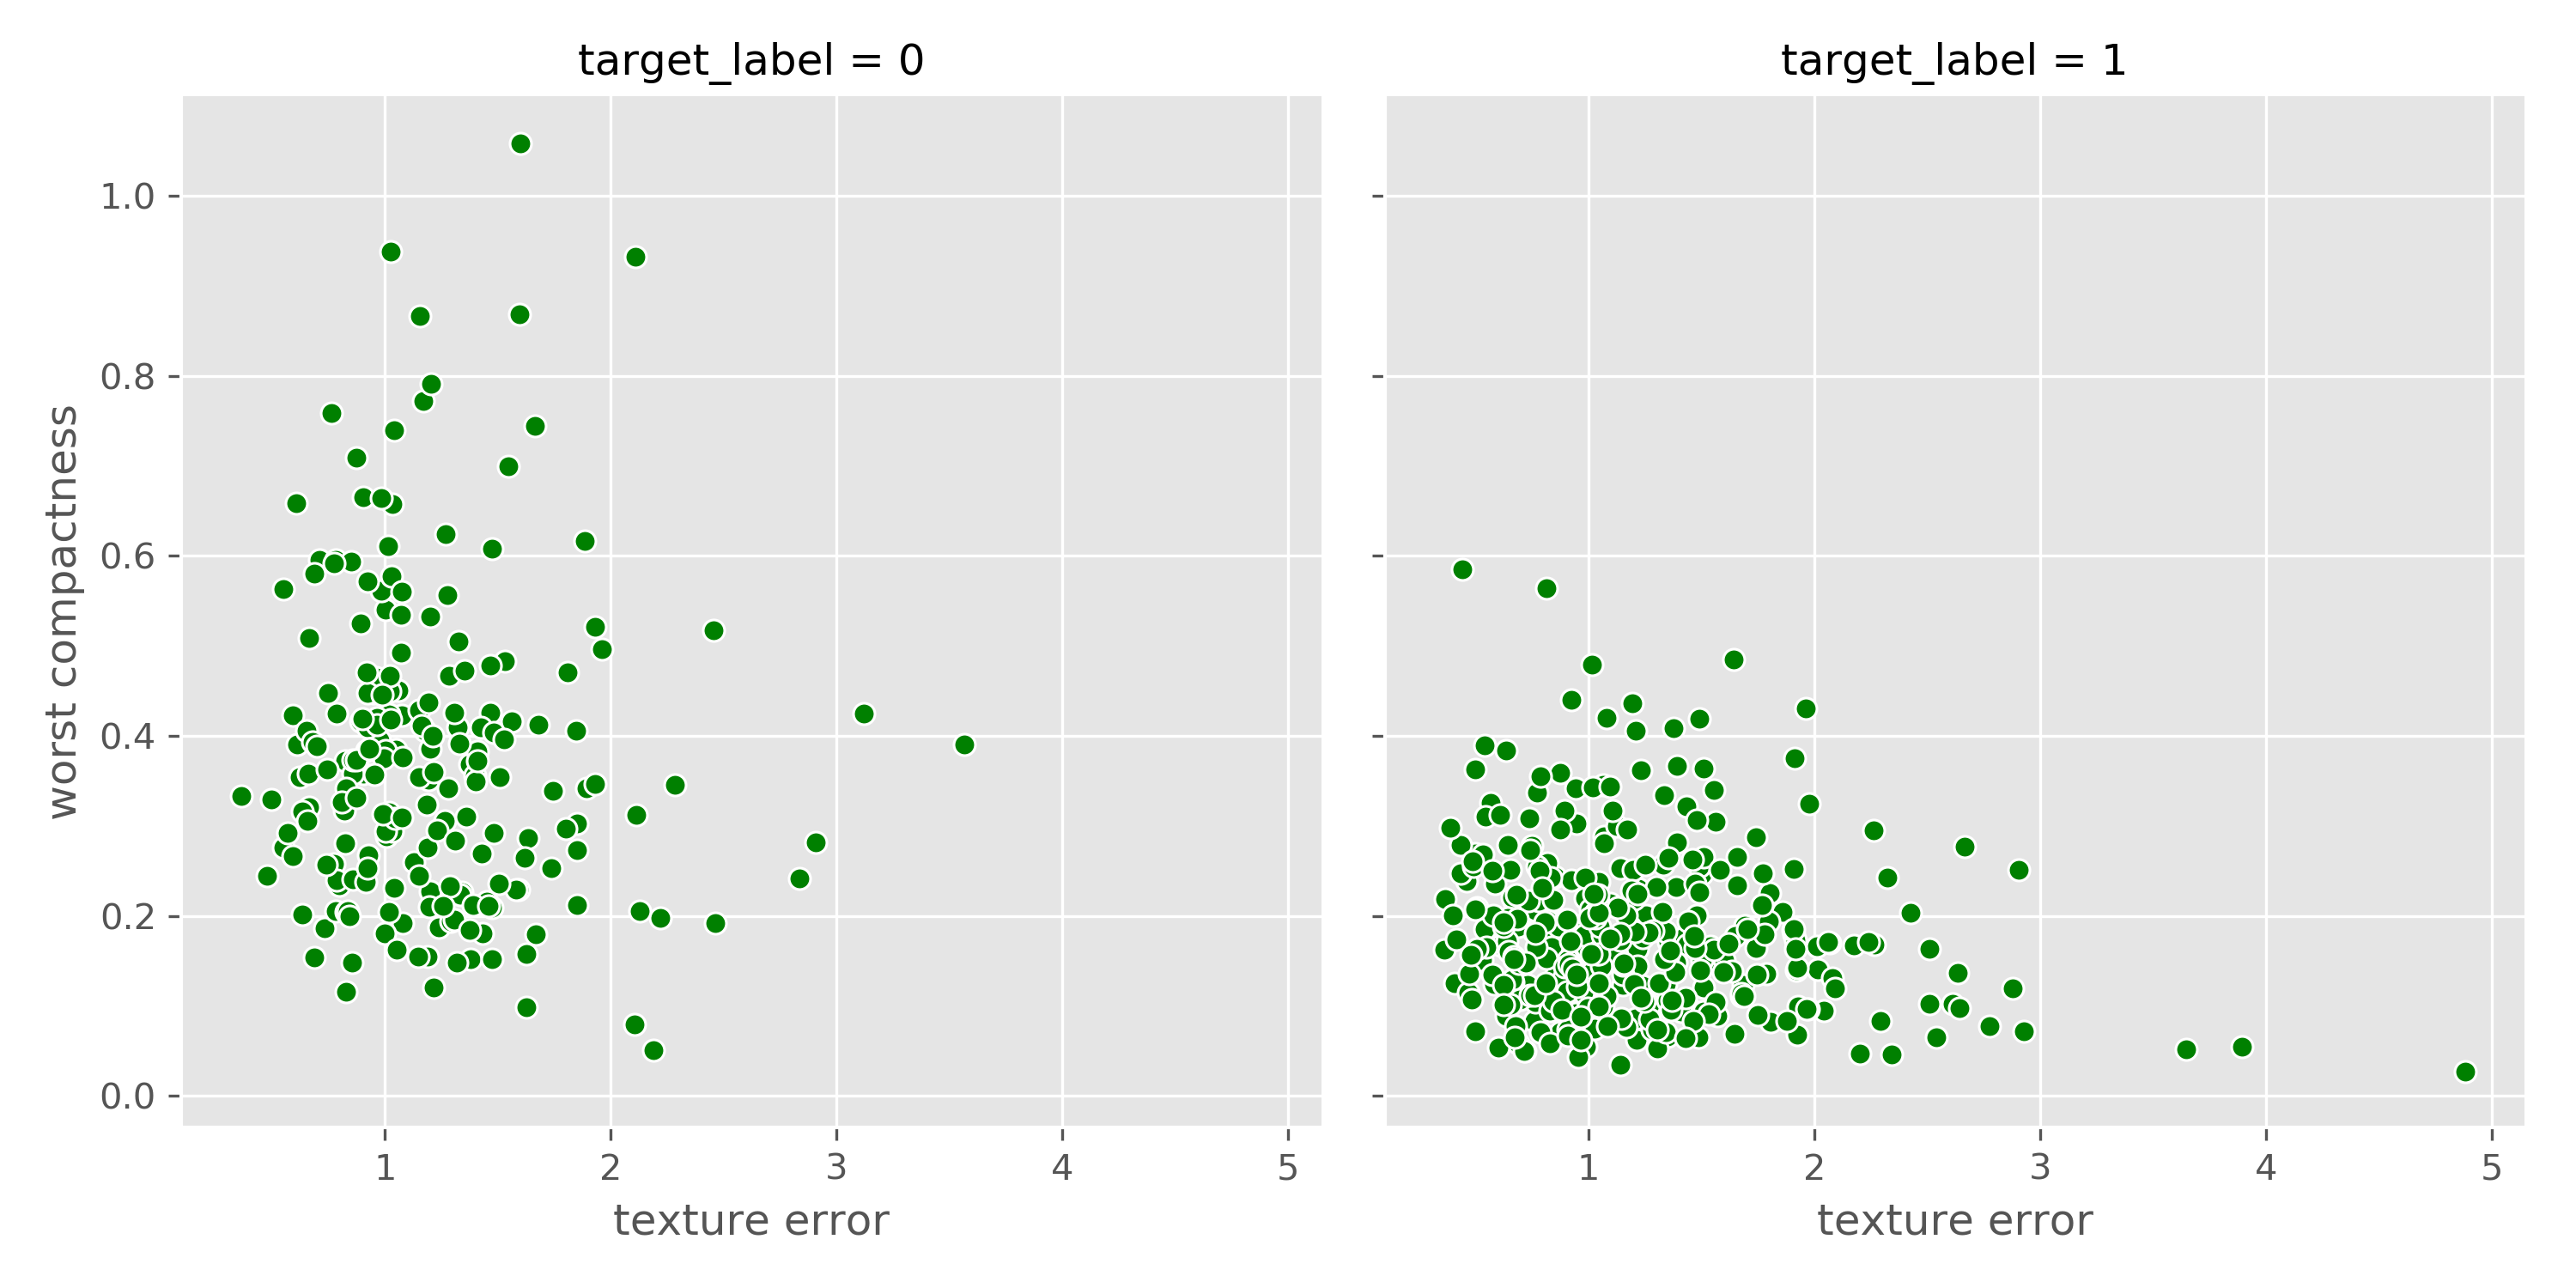 target_label = 0
target_label = 1
worst compactness
1.0
0.8
0.6
0.4
0.2
0.0
1 2 3 4 5
1 2 3 4 5
texture error
texture error